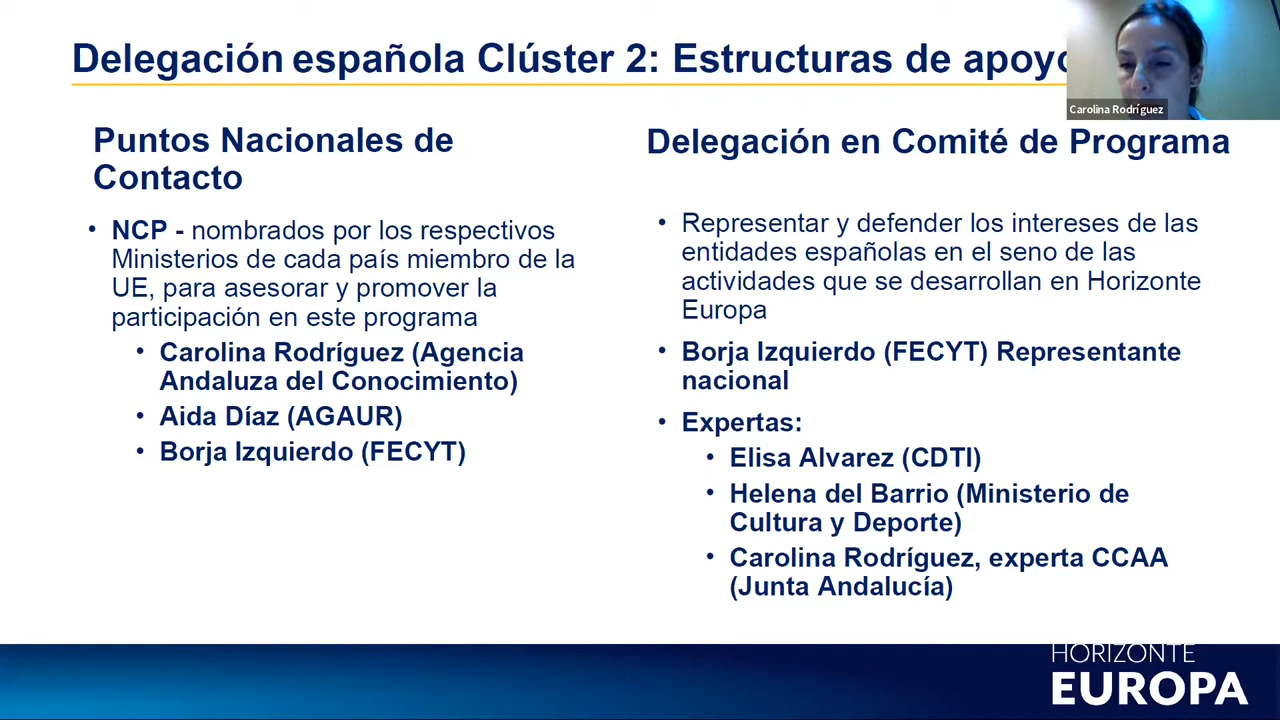 Delegación española Clúster 2: Estructuras de apoyo
Carolina Rodríguez
Puntos Nacionales de
Contacto
• NCP - nombrados por los respectivos
Ministerios de cada país miembro de la
UE, para asesorar y promover la
participación en este programa
• Carolina Rodríguez (Agencia
Andaluza del Conocimiento)
• Aida Díaz (AGAUR)
• Borja Izquierdo (FECYT)
Delegación en Comité de Programa
• Representar y defender los intereses de las
entidades españolas en el seno de las
actividades que se desarrollan en Horizonte
Europa
• Borja Izquierdo (FECYT) Representante
nacional
• Expertas:
• Elisa Alvarez (CDTI)
• Helena del Barrio (Ministerio de
Cultura y Deporte)
• Carolina Rodríguez, experta CCAA
(Junta Andalucía)
HORIZONTE
EUROPA